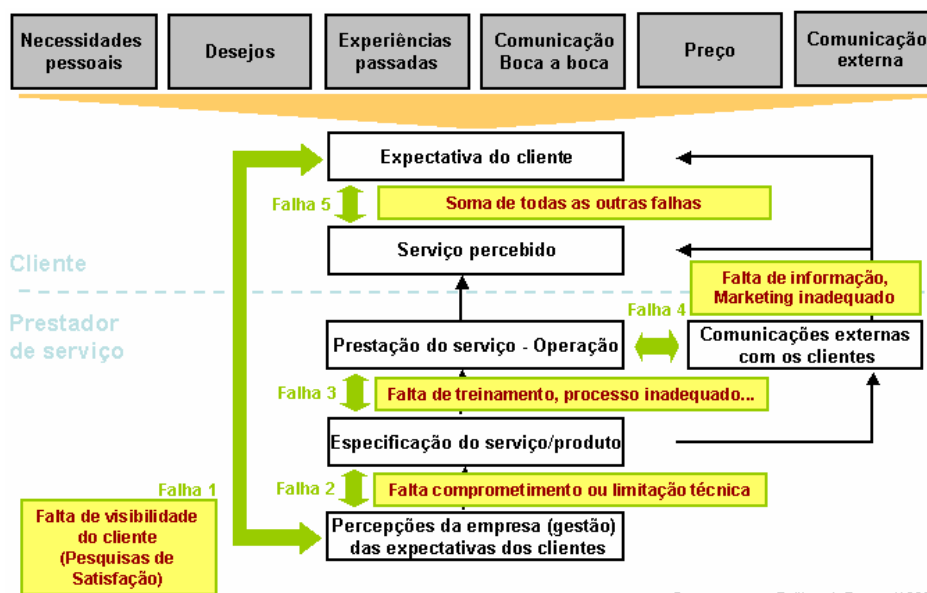 Necessidades
pessoais
Desejos
Experiências
passadas
Comunicação
Boca a boca
Preço
Comunicação
externa
Expectativa do cliente
Falha 5
Soma de todas as outras falhas
Serviço percebido
Cliente
Falta de informação,
Marketing inadequado
Prestador
de serviço
Falha 4
Prestação do serviço - Operação
Comunicações externas
com os clientes
Falha 3
Falta de treinamento, processo inadequado...
Especificação do serviço/produto
Falha 1
Falha 2
Falta comprometimento ou limitação técnica
Falta de visibilidade
do cliente
(Pesquisas de
Satisfação)
Percepções da empresa (gestão)
das expectativas dos clientes